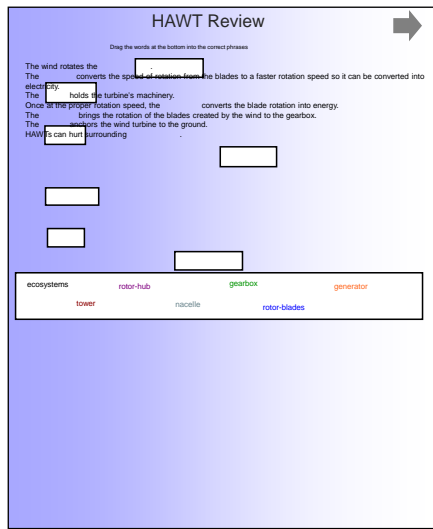 HAWT Review
Drag the words at the bottom into the correct phrases
The wind rotates the .
The converts the speed of rotation from the blades to a faster rotation speed so it can be converted into
electricity.
The holds the turbine's machinery.
Once at the proper rotation speed, the converts the blade rotation into energy.
The brings the rotation of the blades created by the wind to the gearbox.
The anchors the wind turbine to the ground.
HAWTs can hurt surrounding .
ecosystems rotor-hub gearbox generator
tower nacelle rotor-blades